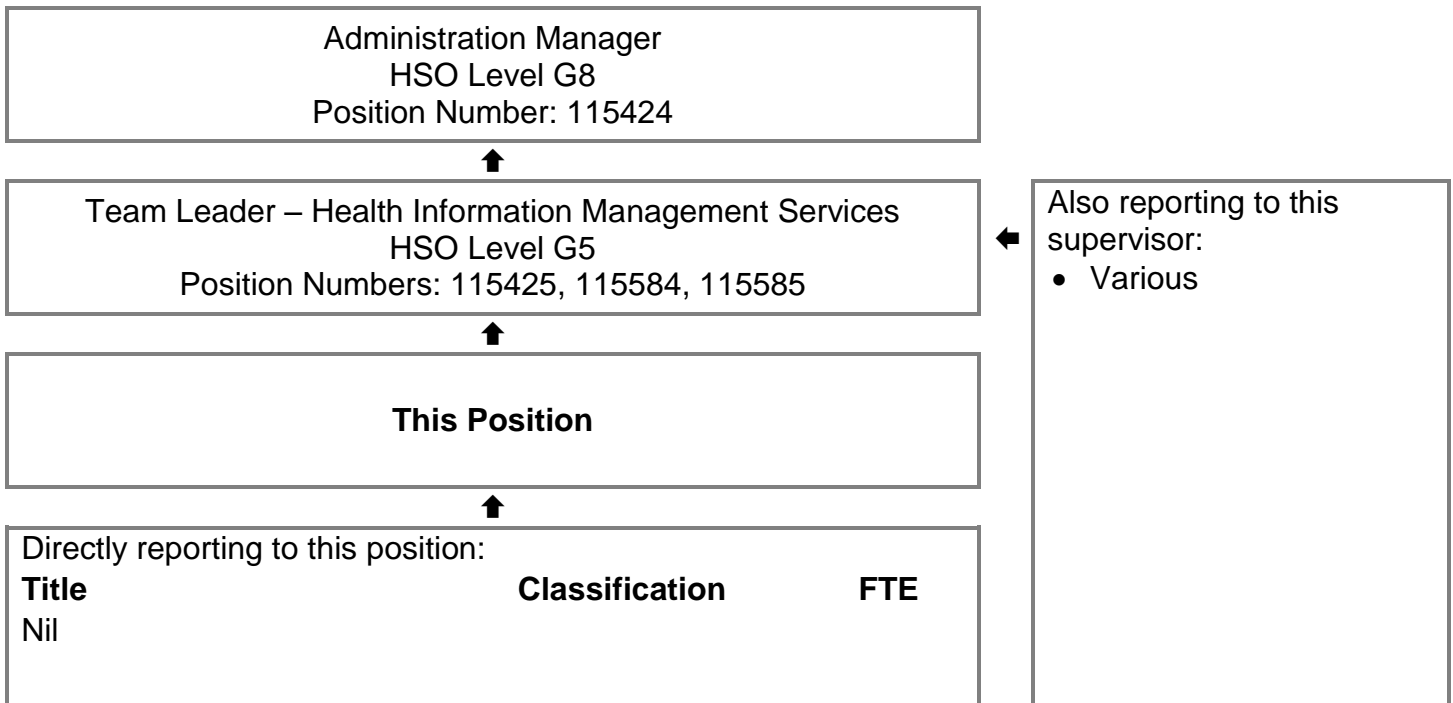 Administration Manager
HSO Level G8
Position Number: 115424
Team Leader – Health Information Management Services
HSO Level G5
Position Numbers: 115425, 115584, 115585
Also reporting to this
supervisor:
• Various
This Position
Directly reporting to this position:
Title Classification FTE
Nil